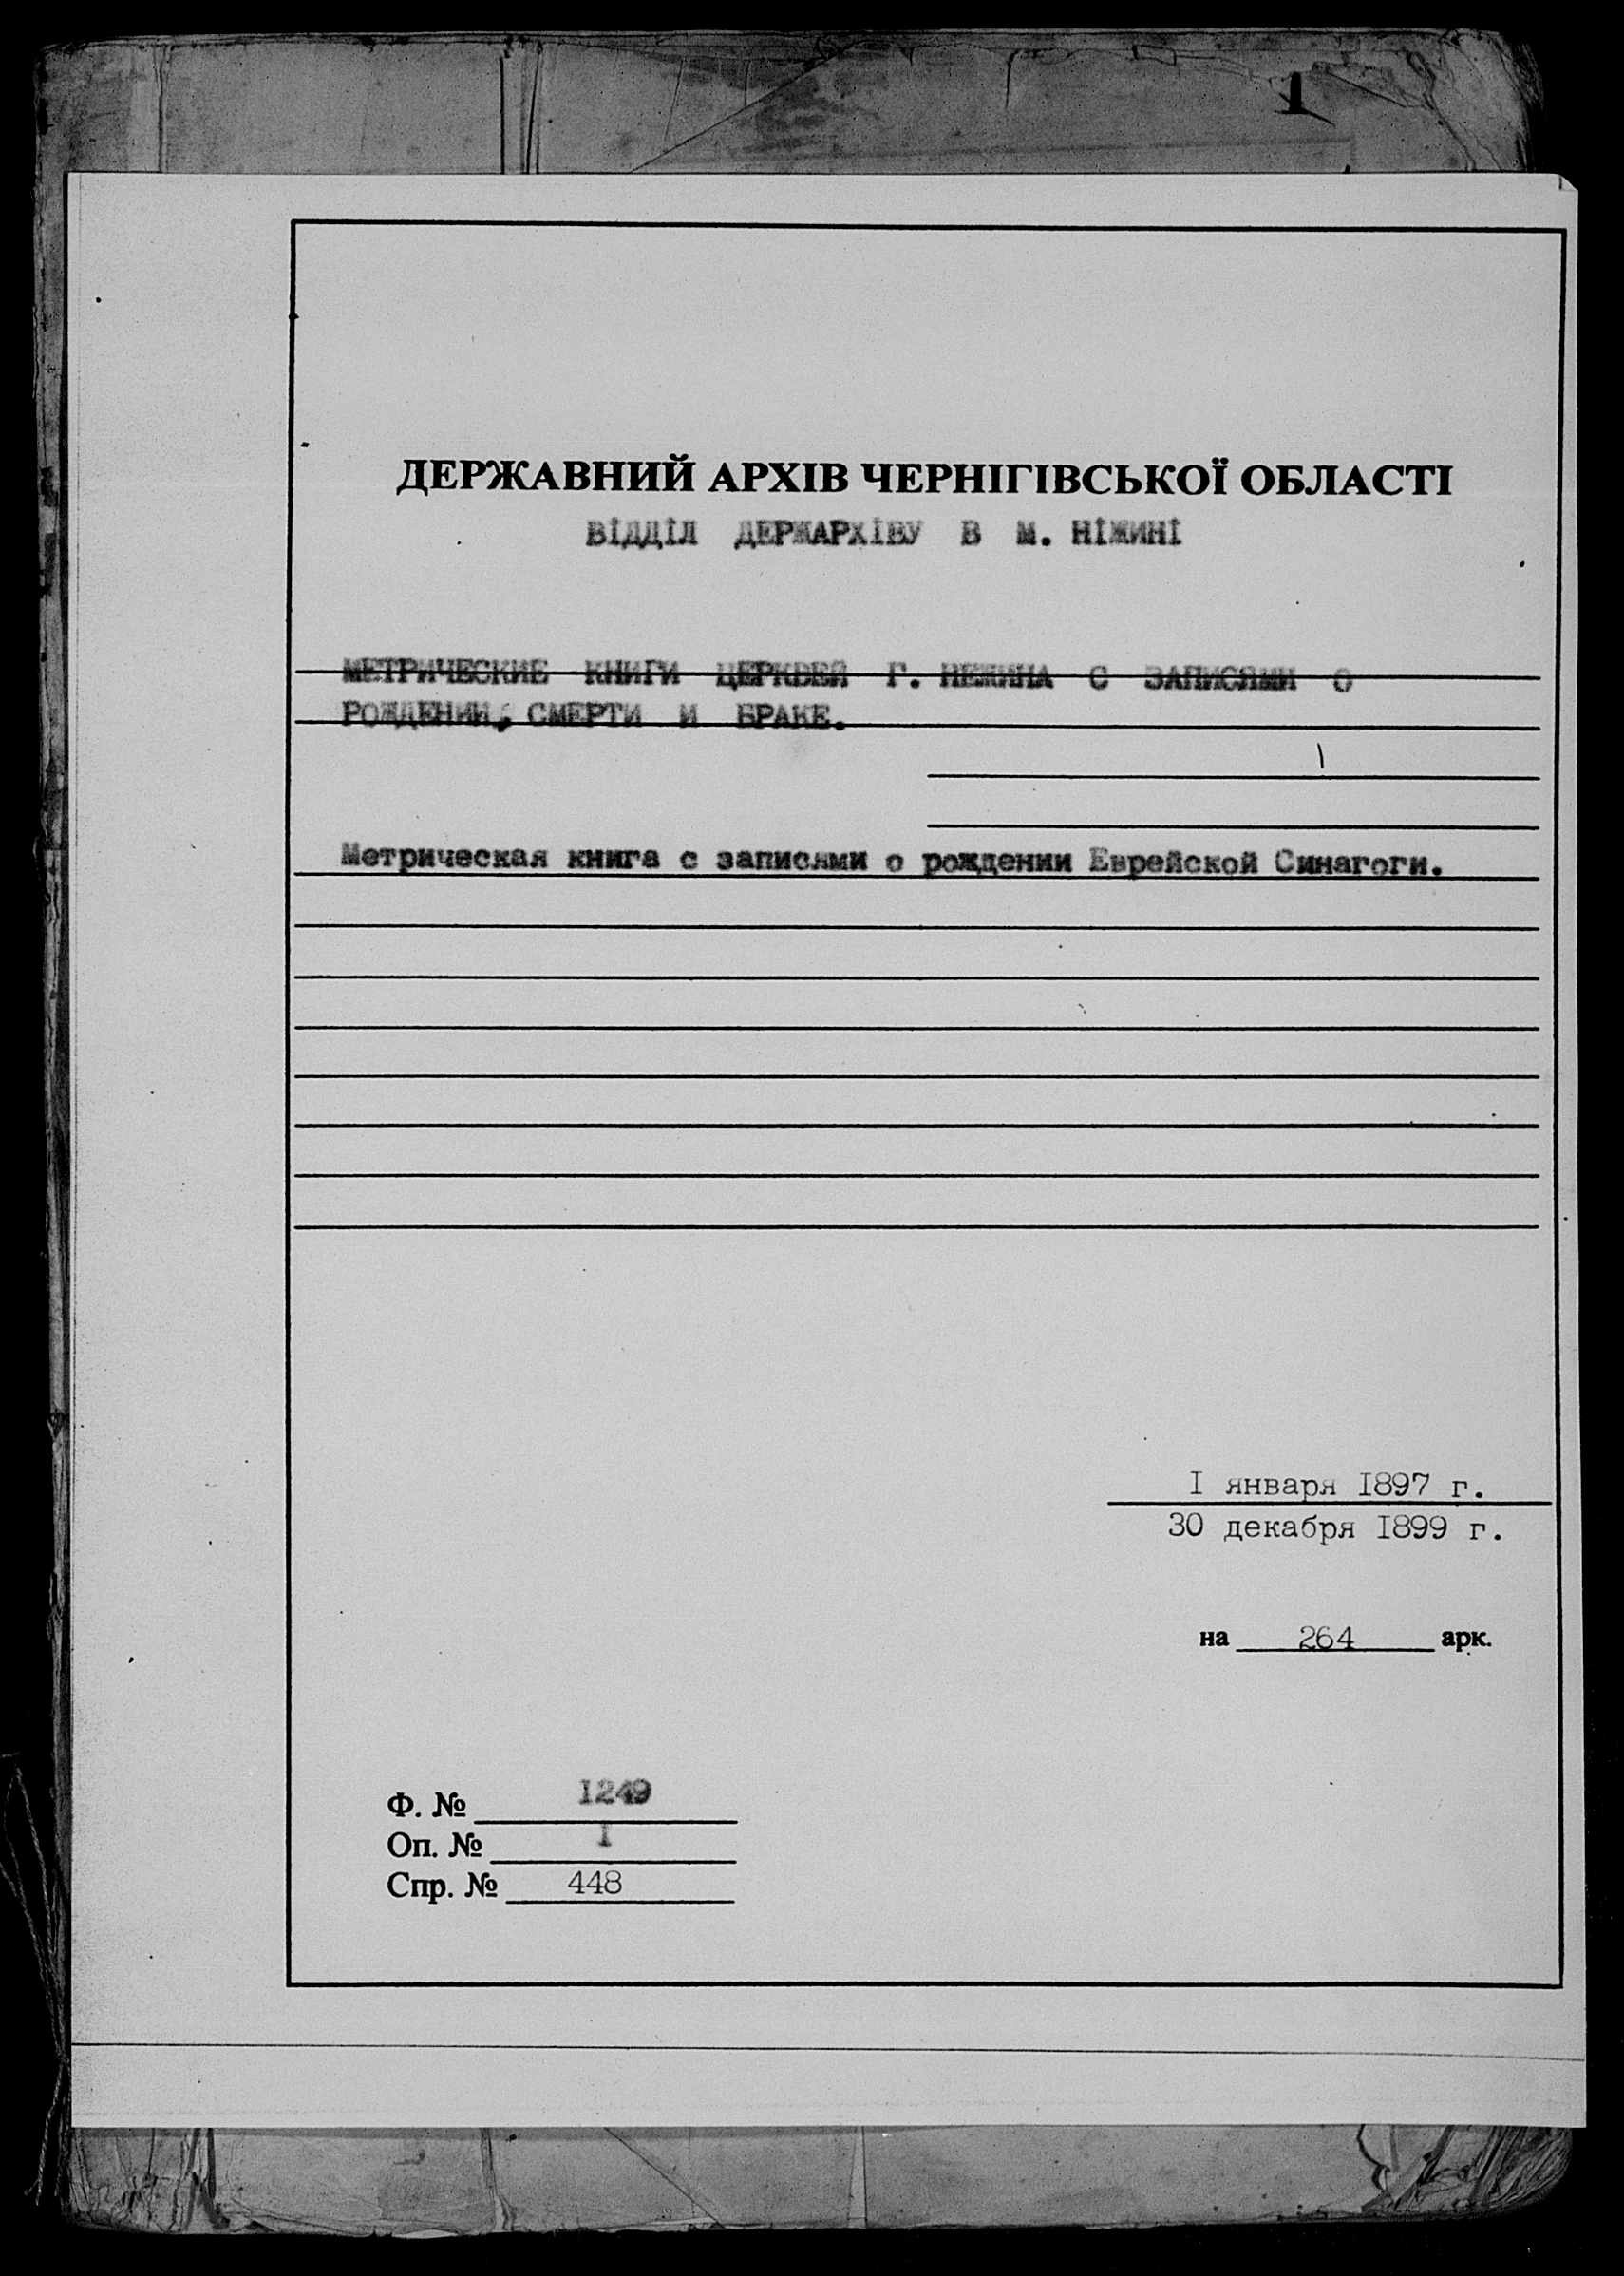 1
ДЕРЖАВНИЙ АРХІВ ЧЕРНІГІВСЬКОЇ ОБЛАСТІ
ВІДДІЛ ДЕРЖАРХІВУ В М. НІЖИНІ
МЕТРИЧЕСКИЕ КНИГИ ЦЕРКВЕЙ Г. НЕЖИНА С ЗАПИСЯМИ О
РОЖДЕНИИ, СМЕРТИ И БРАКЕ.
Метрическая книга с записями о рождении Еврейской Синагоги.
I января I897 г.
30 декабря I899 г.
на 264 арк.
Ф. № I249
Оп. № I
Спр. № 448